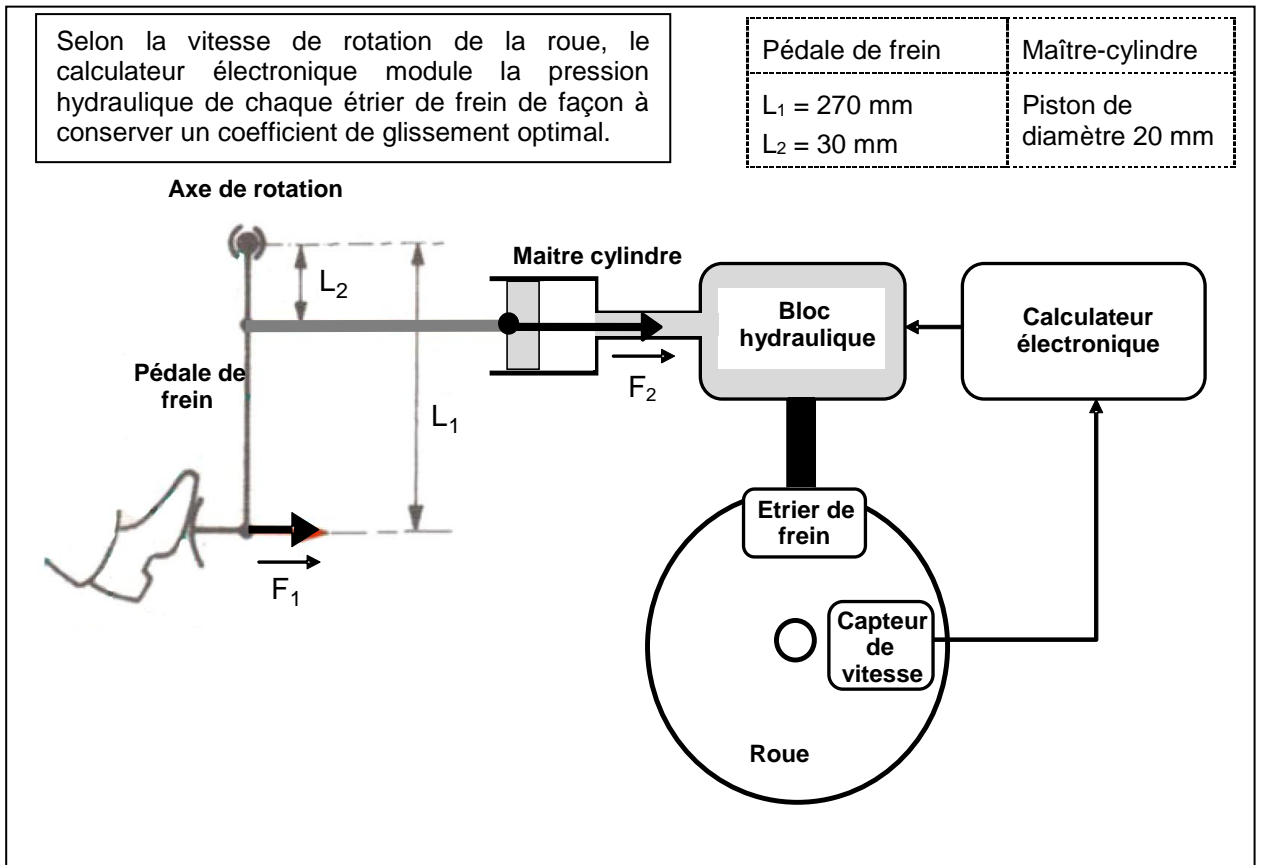 Selon la vitesse de rotation de la roue, le
calculateur électronique module la pression
hydraulique de chaque étrier de frein de façon à
conserver un coefficient de glissement optimal.
Pédale de frein
Maître-cylindre
L1 = 270 mm
L2 = 30 mm
Piston de
diamètre 20 mm
Axe de rotation
L2
Maitre cylindre
Bloc
hydraulique
Calculateur
électronique
Pédale de
frein
F2
L1
Etrier de
frein
F1
Capteur
de
vitesse
Roue